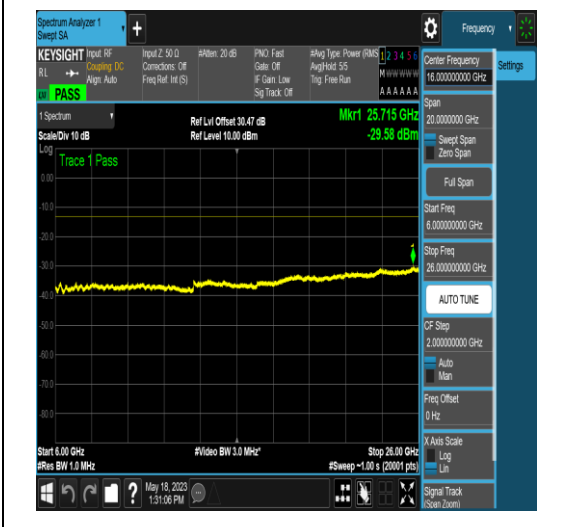 Spectrum Analyzer 1
Swept SA
Frequency
KEYSIGHT
Input: RF
Coupling: DC
Align: Auto
Input Z: 50 Ω
Corrections: Off
Freq Ref: Int (S)
#Atten: 20 dB
PNO: Fast
Gate: Off
IF Gain: Low
Sig Track: Off
#Avg Type: Power (RMS
Avg|Hold: 5/5
Trig: Free Run
1 2 3 4 5 6
M W W W W W
A A A A A A
RL
PASS
Center Frequency
16.000000000 GHz
Settings
Span
20.0000000 GHz
Swept Span
Zero Span
Full Span
Start Freq
6.000000000 GHz
Stop Freq
26.000000000 GHz
AUTO TUNE
CF Step
2.000000000 GHz
Auto
Man
Freq Offset
0 Hz
X Axis Scale
Log
Lin
Signal Track
(Span Zoom)
1 Spectrum
Scale/Div 10 dB
Ref Lvl Offset 30.47 dB
Ref Level 10.00 dBm
Mkr1 25.715 GHz
-29.58 dBm
Log
Trace 1 Pass
0.00
-10.0
-20.0
-30.0
-40.0
-50.0
-60.0
-70.0
-80.0
1
Start 6.00 GHz
#Res BW 1.0 MHz
#Video BW 3.0 MHz*
Stop 26.00 GHz
#Sweep ~1.00 s (20001 pts)
?
May 18, 2023
1:31:06 PM